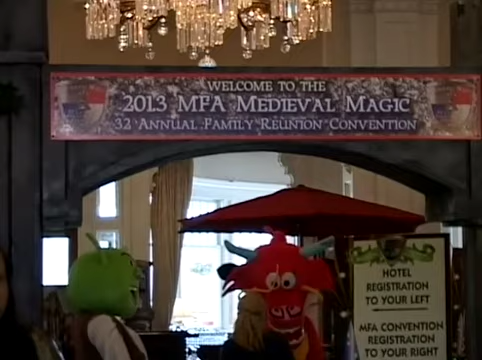 WELCOME TO THE
2013 MFA MEDIEVAL MAGIC
32 ANNUAL FAMILY REUNION CONVENTION
HOTEL
REGISTRATION
TO YOUR LEFT
MFA CONVENTION
REGISTRATION
TO YOUR RIGHT